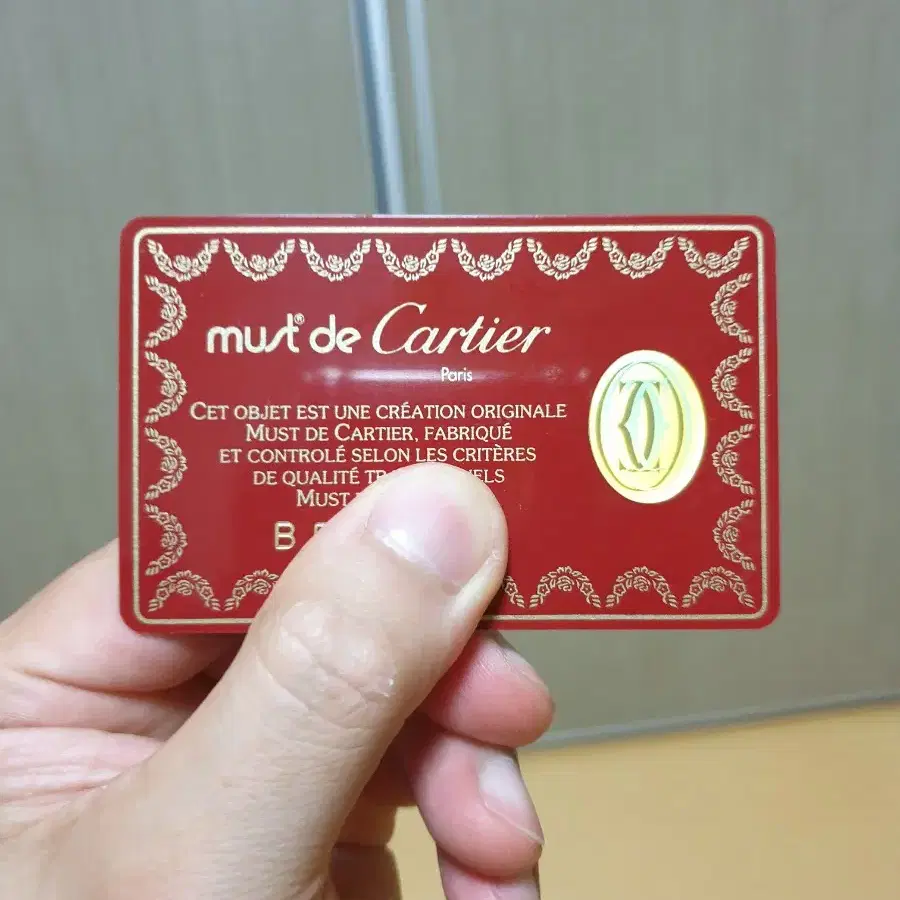 must® de Cartier
Paris
CET OBJET EST UNE CRÉATION ORIGINALE
MUST DE CARTIER, FABRIQUÉ
ET CONTROLÉ SELON LES CRITÈRES
DE QUALITÉ
MUST
B